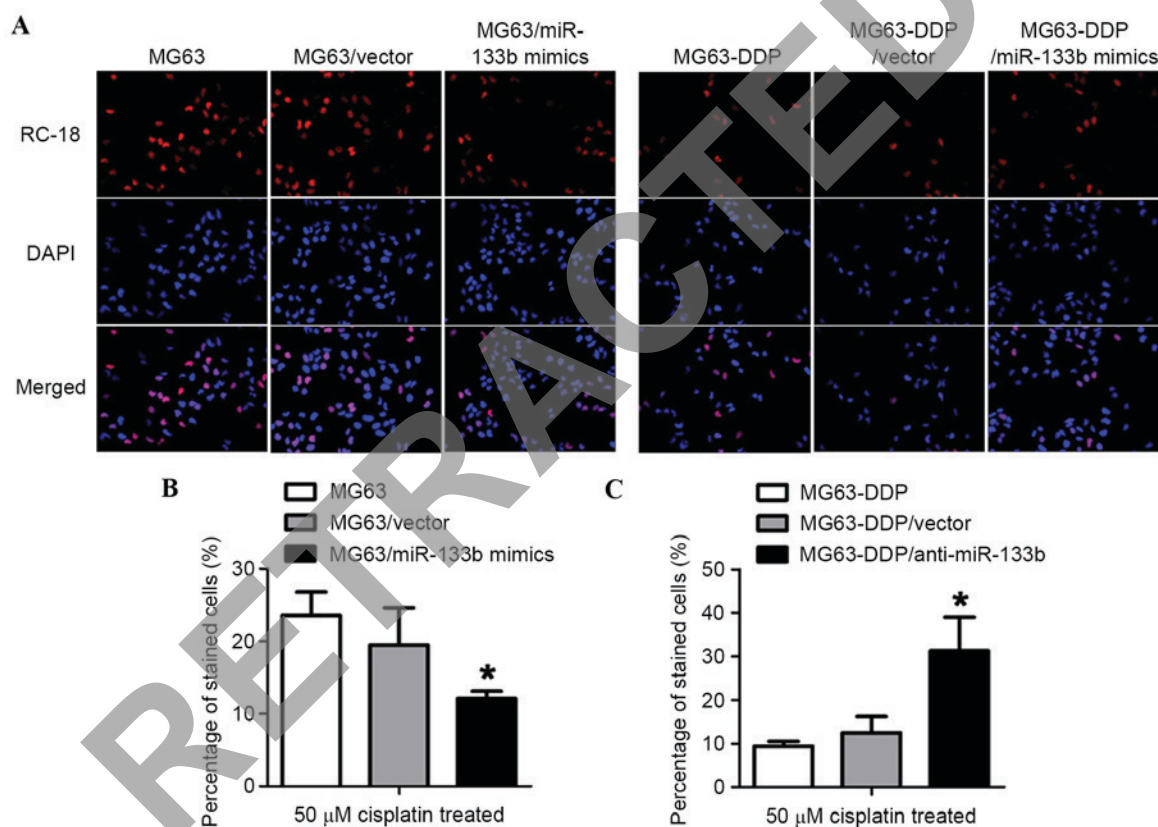 A
MG63
MG63/vector
MG63/miR-
133b mimics
MG63-DDP
MG63-DDP
/vector
MG63-DDP
/miR-133b mimics
RC-18
DAPI
Merged
RETRACTED
B
MG63
MG63/vector
MG63/miR-133b mimics
Percentage of stained cells (%)
30
20
10
0
*
50 μM cisplatin treated
C
MG63-DDP
MG63-DDP/vector
MG63-DDP/anti-miR-133b
Percentage of stained cells (%)
50
40
30
20
10
0
*
50 μM cisplatin treated